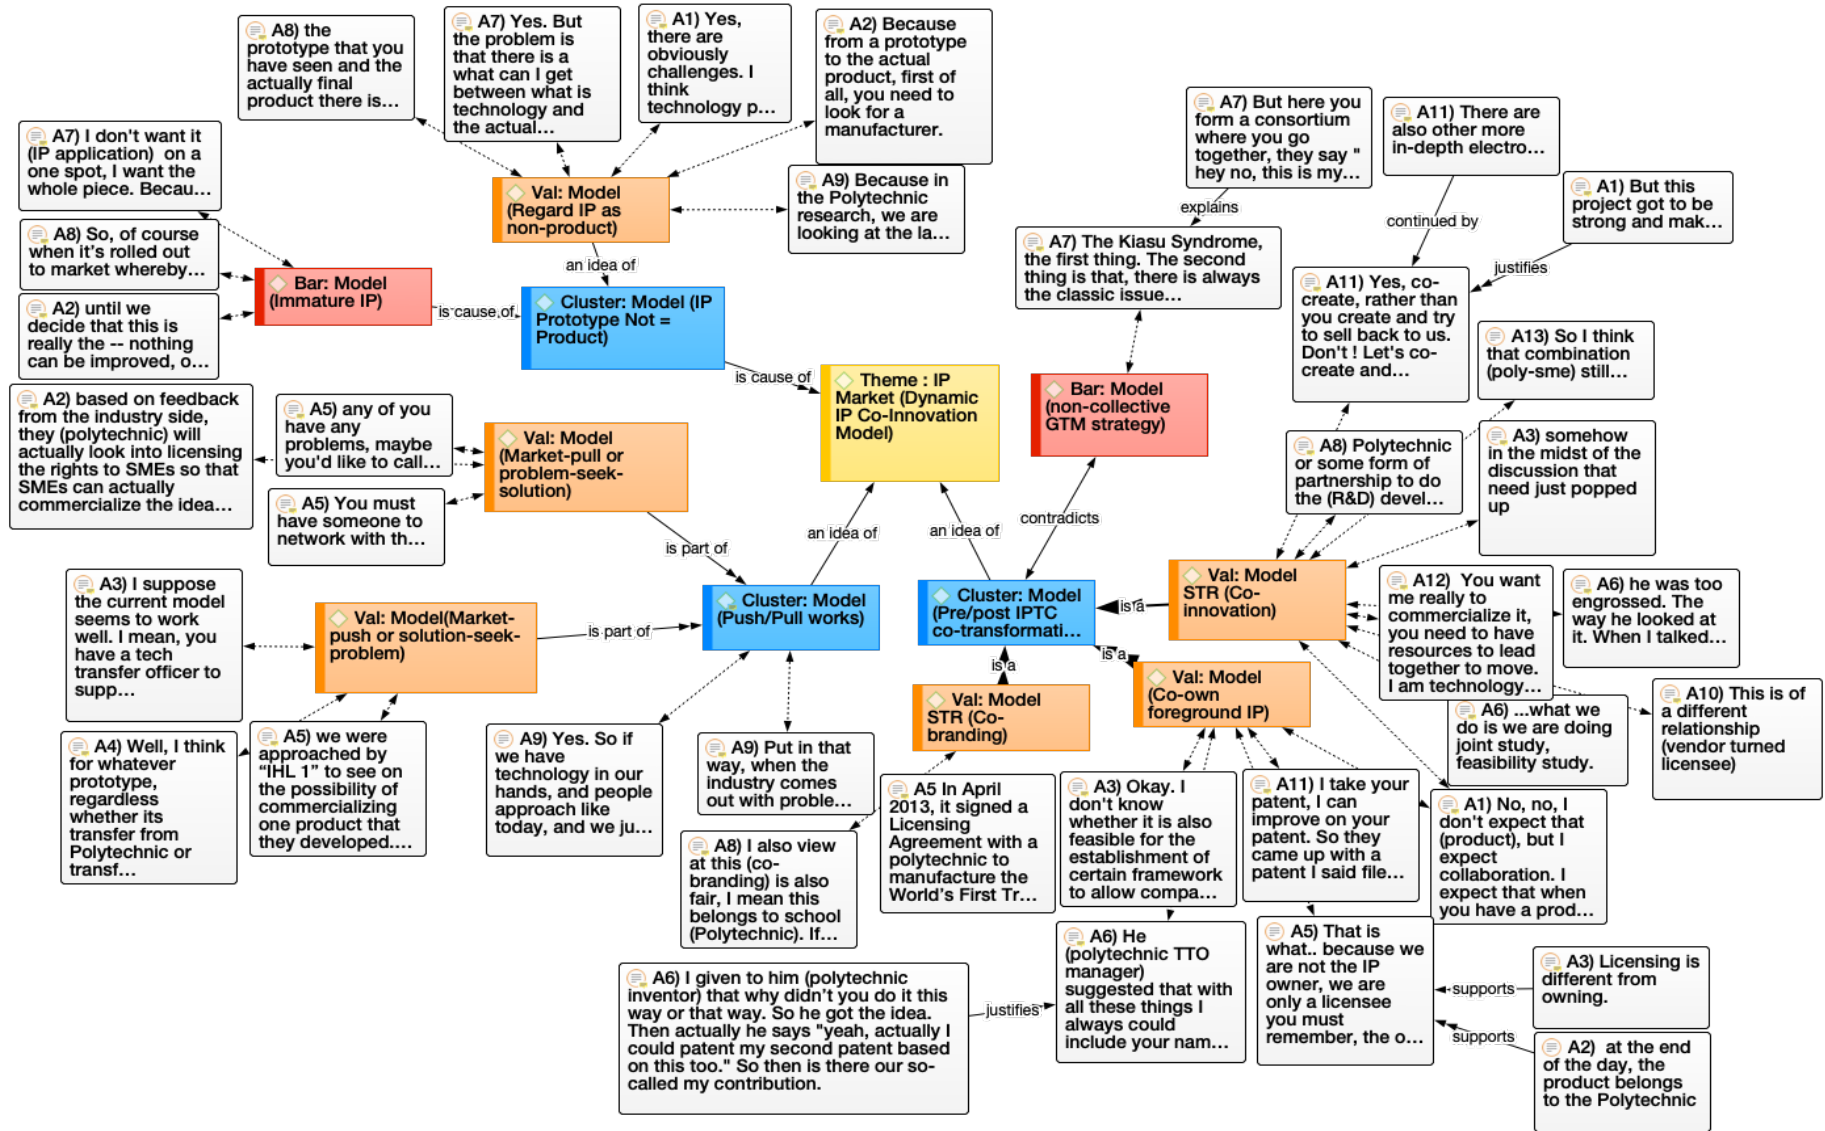 A8) the
prototype that you
have seen and the
actually final
product there is...
A7) Yes. But
the problem is
that there is a
what can I get
between what is
technology and
the actual...
A1) Yes,
there are
obviously
challenges. I
think
technology p...
A2) Because
from a prototype
to the actual
product, first of
all, you need to
look for a
manufacturer.
A7) But here you
form a consortium
where you go
together, they say "
hey no, this is my...
A11) There are
also other more
in-depth electro...
A7) I don't want it
(IP application) on a
one spot, I want the
whole piece. Becau...
Val: Model
(Regard IP as
non-product)
A9) Because in
the Polytechnic
research, we are
looking at the la...
A1) But this
project got to be
strong and mak...
explains
continued by
justifies
A8) So, of course
when it's rolled out
to market whereby...
an idea of
A7) The Kiasu Syndrome,
the first thing. The second
thing is that, there is always
the classic issue...
Bar: Model
(Immature IP)
is cause of
Cluster: Model (IP
Prototype Not =
Product)
A11) Yes, co-
create, rather than
you create and try
to sell back to us.
Don't ! Let's co-
create and...
A2) until we
decide that this is
really the -- nothing
can be improved, o...
is cause of
Theme : IP
Market (Dynamic
IP Co-Innovation
Model)
Bar: Model
(non-collective
GTM strategy)
A13) So I think
that combination
(poly-sme) still...
A2) based on feedback
from the industry side,
they (polytechnic) will
actually look into licensing
the rights to SMEs so that
SMEs can actually
commercialize the idea...
A5) any of you
have any
problems, maybe
you'd like to call...
Val: Model
(Market-pull or
problem-seek-
solution)
A8) Polytechnic
or some form of
partnership to do
the (R&D) devel...
A3) somehow
in the midst of the
discussion that
need just popped
up
A5) You must
have someone to
network with th...
is part of
an idea of
an idea of
contradicts
A3) I suppose
the current model
seems to work
well. I mean, you
have a tech
transfer officer to
supp...
Val: Model(Market-
push or solution-seek-
problem)
is part of
Cluster: Model
(Push/Pull works)
Cluster: Model
(Pre/post IPTC
co-transformati...
is a
Val: Model
STR (Co-
innovation)
A12) You want
me really to
commercialize it,
you need to have
resources to lead
together to move.
I am technology...
A6) he was too
engrossed. The
way he looked at
it. When I talked...
is a
is a
Val: Model
STR (Co-
branding)
Val: Model
(Co-own
foreground IP)
A6) ...what we
do is we are doing
joint study,
feasibility study.
A10) This is of
a different
relationship
(vendor turned
licensee)
A4) Well, I think
for whatever
prototype,
regardless
whether its
transfer from
Polytechnic or
transf...
A5) we were
approached by
“IHL 1” to see on
the possibility of
commercializing
one product that
they developed....
A9) Yes. So if
we have
technology in our
hands, and people
approach like
today, and we ju...
A9) Put in that
way, when the
industry comes
out with proble...
A8) I also view
at this (co-
branding) is also
fair, I mean this
belongs to school
(Polytechnic). If...
A5 In April
2013, it signed a
Licensing
Agreement with a
polytechnic to
manufacture the
World's First Tr...
A3) Okay. I
don't know
whether it is also
feasible for the
establishment of
certain framework
to allow compa...
A11) I take your
patent, I can
improve on your
patent. So they
came up with a
patent I said file...
A1) No, no, I
don't expect that
(product), but I
expect
collaboration. I
expect that when
you have a prod...
A6) I given to him (polytechnic
inventor) that why didn't you do it this
way or that way. So he got the idea.
Then actually he says "yeah, actually I
could patent my second patent based
on this too." So then is there our so-
called my contribution.
justifies
A6) He
(polytechnic TTO
manager)
suggested that with
all these things I
always could
include your nam...
A5) That is
what.. because we
are not the IP
owner, we are
only a licensee
you must
remember, the o...
supports
A3) Licensing is
different from
owning.
supports
A2) at the end
of the day, the
product belongs
to the Polytechnic